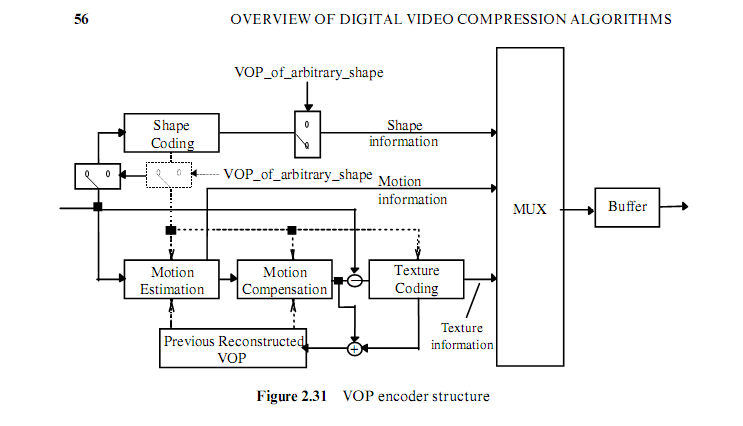 56
OVERVIEW OF DIGITAL VIDEO COMPRESSION ALGORITHMS
VOP_of_arbitrary_shape
Shape
Coding
Shape
information
VOP_of_arbitrary_shape
Motion
information
MUX
Buffer
Motion
Estimation
Motion
Compensation
Texture
Coding
Texture
information
Previous Reconstructed
VOP
Figure 2.31 VOP encoder structure